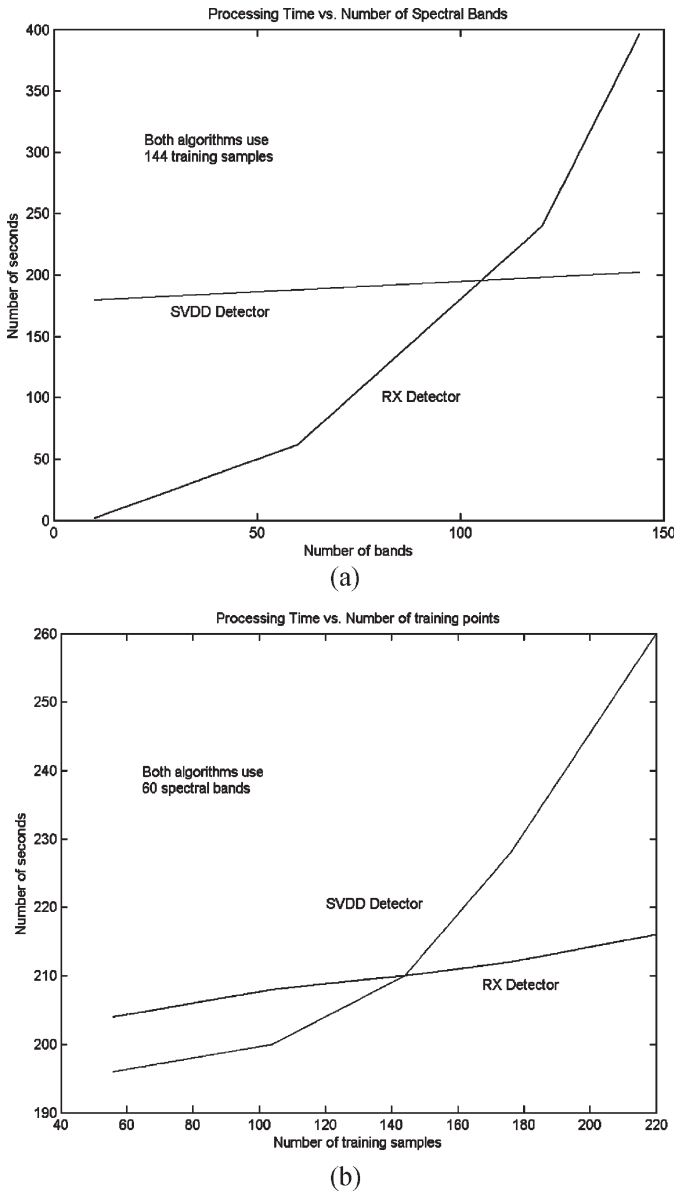 Processing Time vs. Number of Spectral Bands
400
350
300
250
200
150
100
50
0
Number of seconds
Both algorithms use
144 training samples
SVDD Detector
RX Detector
0
50
100
150
Number of bands
(a)
Processing Time vs. Number of training points
260
250
240
230
220
210
200
190
Number of seconds
Both algorithms use
60 spectral bands
SVDD Detector
RX Detector
40
60
80
100
120
140
160
180
200
220
Number of training samples
(b)